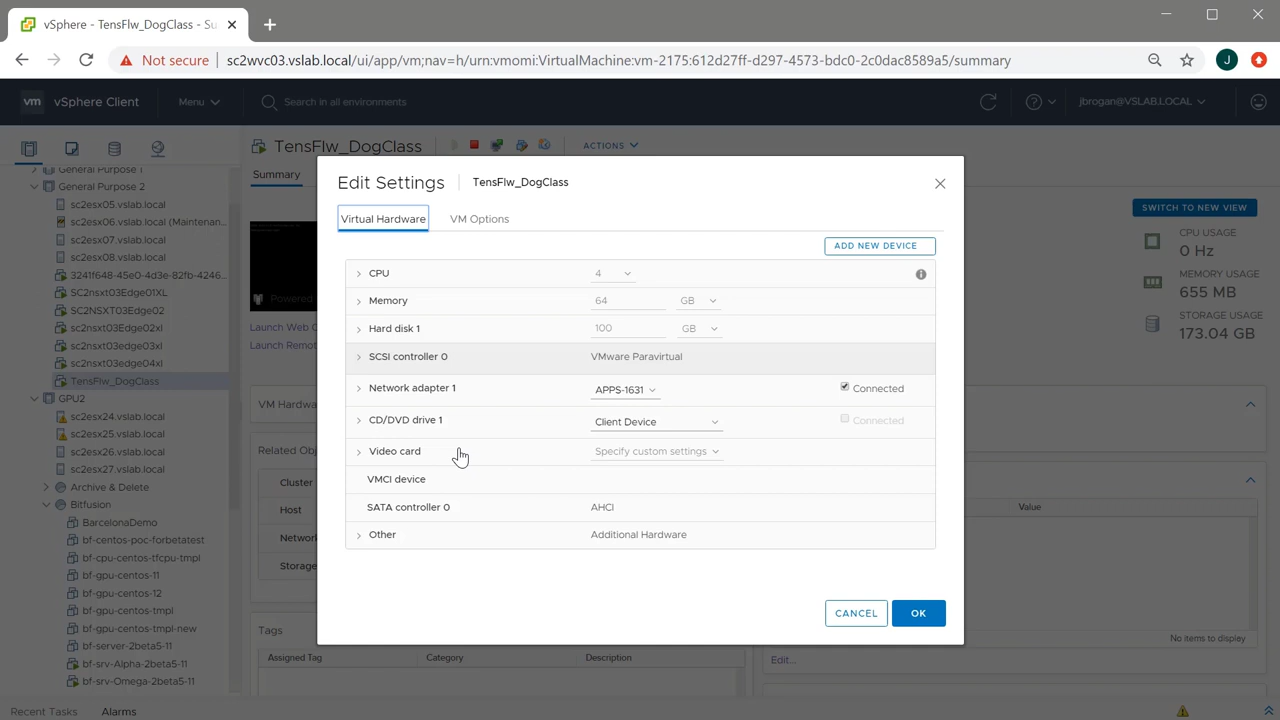 vSphere - TensFlw_DogClass - Su
Not secure sc2wvc03.vslab.local/ui/app/vm;nav=h/urn:vmomi:VirtualMachine:vm-2175:612d27ff-d297-4573-bdc0-2c0dac8589a5/summary J
vm vSphere Client Menu Search in all environments jbrogan@VSLAB.LOCAL
TensFlw_DogClass ACTIONS
Summary
General Purpose 1
General Purpose 2
sc2esx05.vslab.local
sc2esx06.vslab.local (Maintenan...
sc2esx07.vslab.local
sc2esx08.vslab.local
3241f648-45e0-4d3e-82fb-4246...
SC2nsxt03Edge01XL
SC2NSXT03Edge02
sc2nsxt03Edge02xl
sc2nsxt03edge03xl
sc2nsxt03edge04xl
TensFlw_DogClass
GPU2
sc2esx24.vslab.local
sc2esx25.vslab.local
sc2esx26.vslab.local
sc2esx27.vslab.local
Archive & Delete
Bitfusion
BarcelonaDemo
bf-centos-poc-forbetatest
bf-cpu-centos-tfcpu-tmpl
bf-gpu-centos-11
bf-gpu-centos-12
bf-gpu-centos-tmpl
bf-gpu-centos-tmpl-new
bf-server-2beta5-11
bf-srv-Alpha-2beta5-11
bf-srv-Omega-2beta5-11
Powered
Launch Web C
Launch Remot
VM Hardwa
Related Obj
Cluster
Host
Network
Storage
Tags
Assigned Tag Category Description
Edit Settings TensFlw_DogClass
Virtual Hardware VM Options
ADD NEW DEVICE
CPU 4
Memory 64 GB
Hard disk 1 100 GB
SCSI controller 0 VMware Paravirtual
Network adapter 1 APPS-1631 Connected
CD/DVD drive 1 Client Device Connected
Video card Specify custom settings
VMCI device
SATA controller 0 AHCI
Other Additional Hardware
CANCEL OK
SWITCH TO NEW VIEW
CPU USAGE
0 Hz
MEMORY USAGE
655 MB
STORAGE USAGE
173.04 GB
Value
No items to display
Edit...
Recent Tasks Alarms